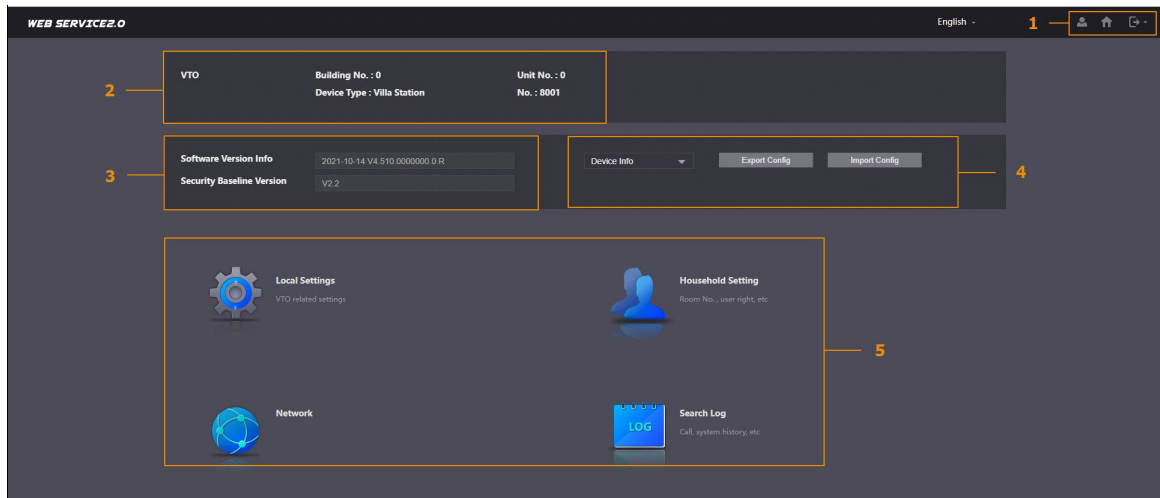 WEB SERVICE2.0
English
1
2
VTO
Building No. : 0
Unit No. : 0
Device Type : Villa Station
No. : 8001
3
Software Version Info
2021-10-14 V4.510.0000000.0.R
Security Baseline Version
V2.2
Device Info
Export Config
Import Config
4
Local Settings
VTO related settings
Household Setting
Room No., user right, etc
5
Network
LOG
Search Log
Call, system history, etc